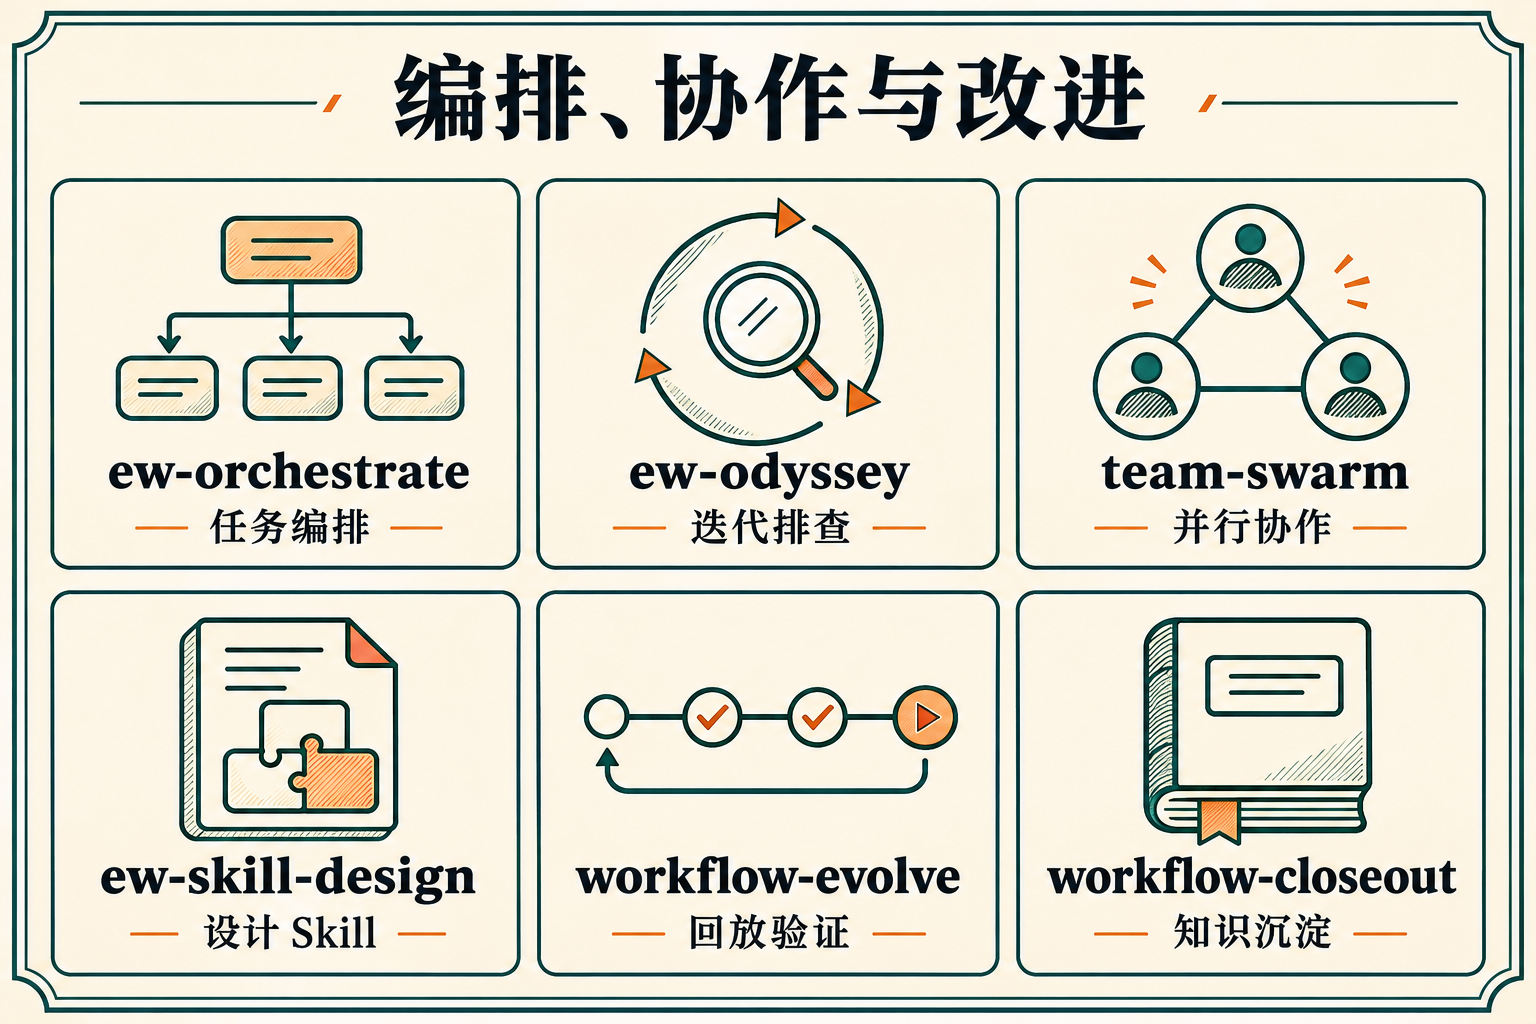 编排、协作与改进
ew-orchestrate
任务编排
ew-odyssey
迭代排查
team-swarm
并行协作
ew-skill-design
设计 Skill
workflow-evolve
回放验证
workflow-closeout
知识沉淀